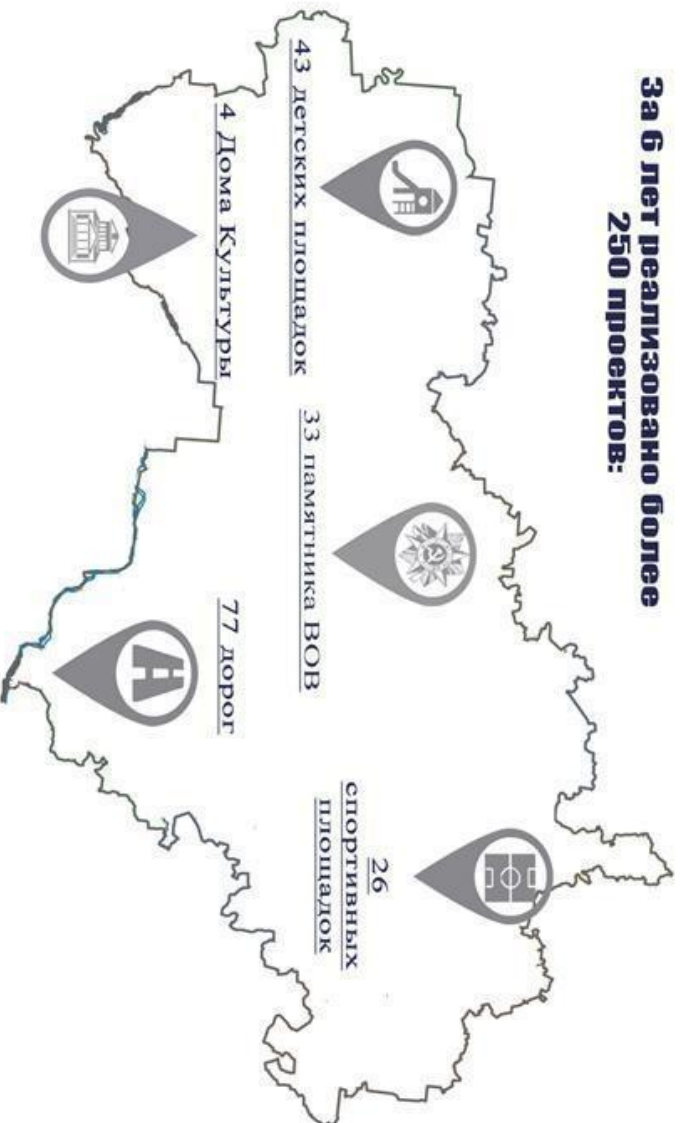 За 6 лет реализовано более
250 проектов:
43 детских площадок
33 памятника ВОВ
26
спортивных
площадок
4 Дома Культуры
77 дорог